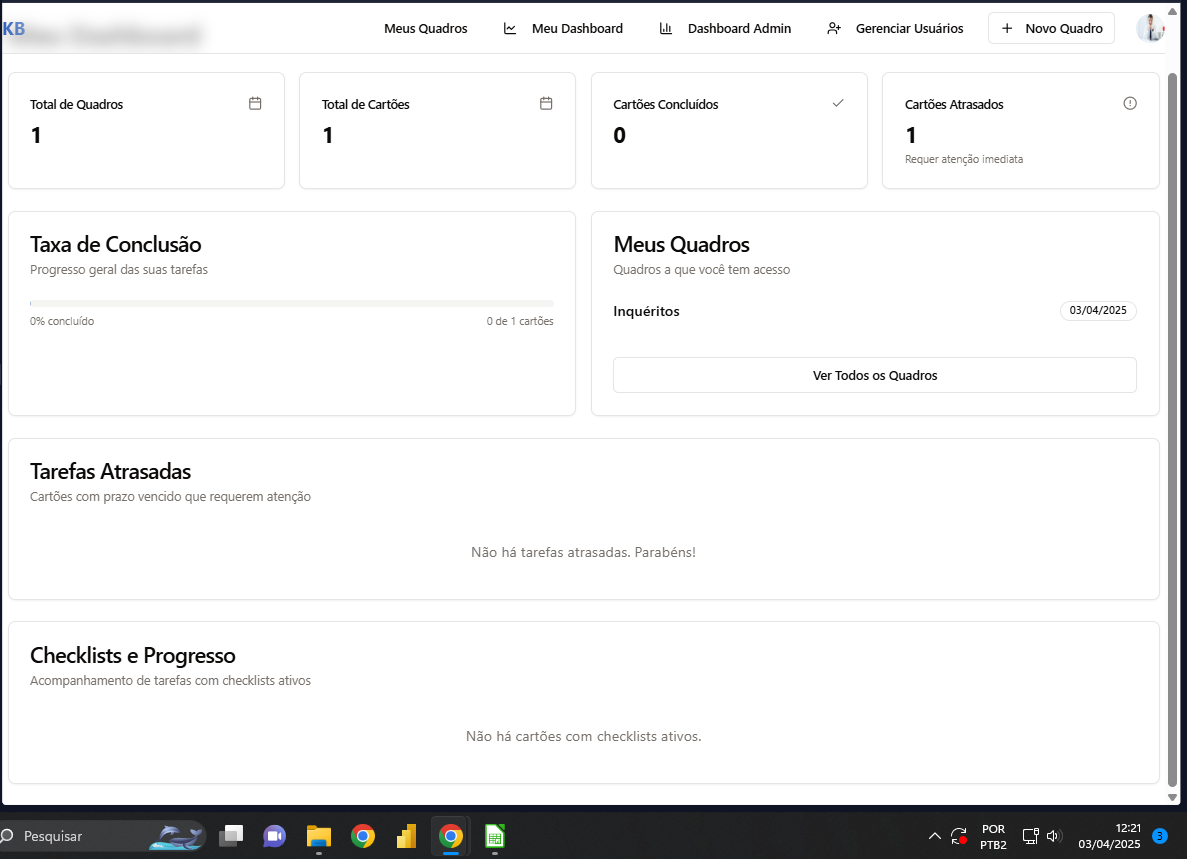 KB
Meu Dashboard
Meus Quadros
Meu Dashboard
Dashboard Admin
Gerenciar Usuários
+ Novo Quadro
Total de Quadros
1
Total de Cartões
1
Cartões Concluídos
0
Cartões Atrasados
1
Requer atenção imediata
Taxa de Conclusão
Progresso geral das suas tarefas
0% concluído
0 de 1 cartões
Meus Quadros
Quadros a que você tem acesso
Inquéritos
03/04/2025
Ver Todos os Quadros
Tarefas Atrasadas
Cartões com prazo vencido que requerem atenção
Não há tarefas atrasadas. Parabéns!
Checklists e Progresso
Acompanhamento de tarefas com checklists ativos
Não há cartões com checklists ativos.
Pesquisar
POR
PTB2
12:21
03/04/2025
3